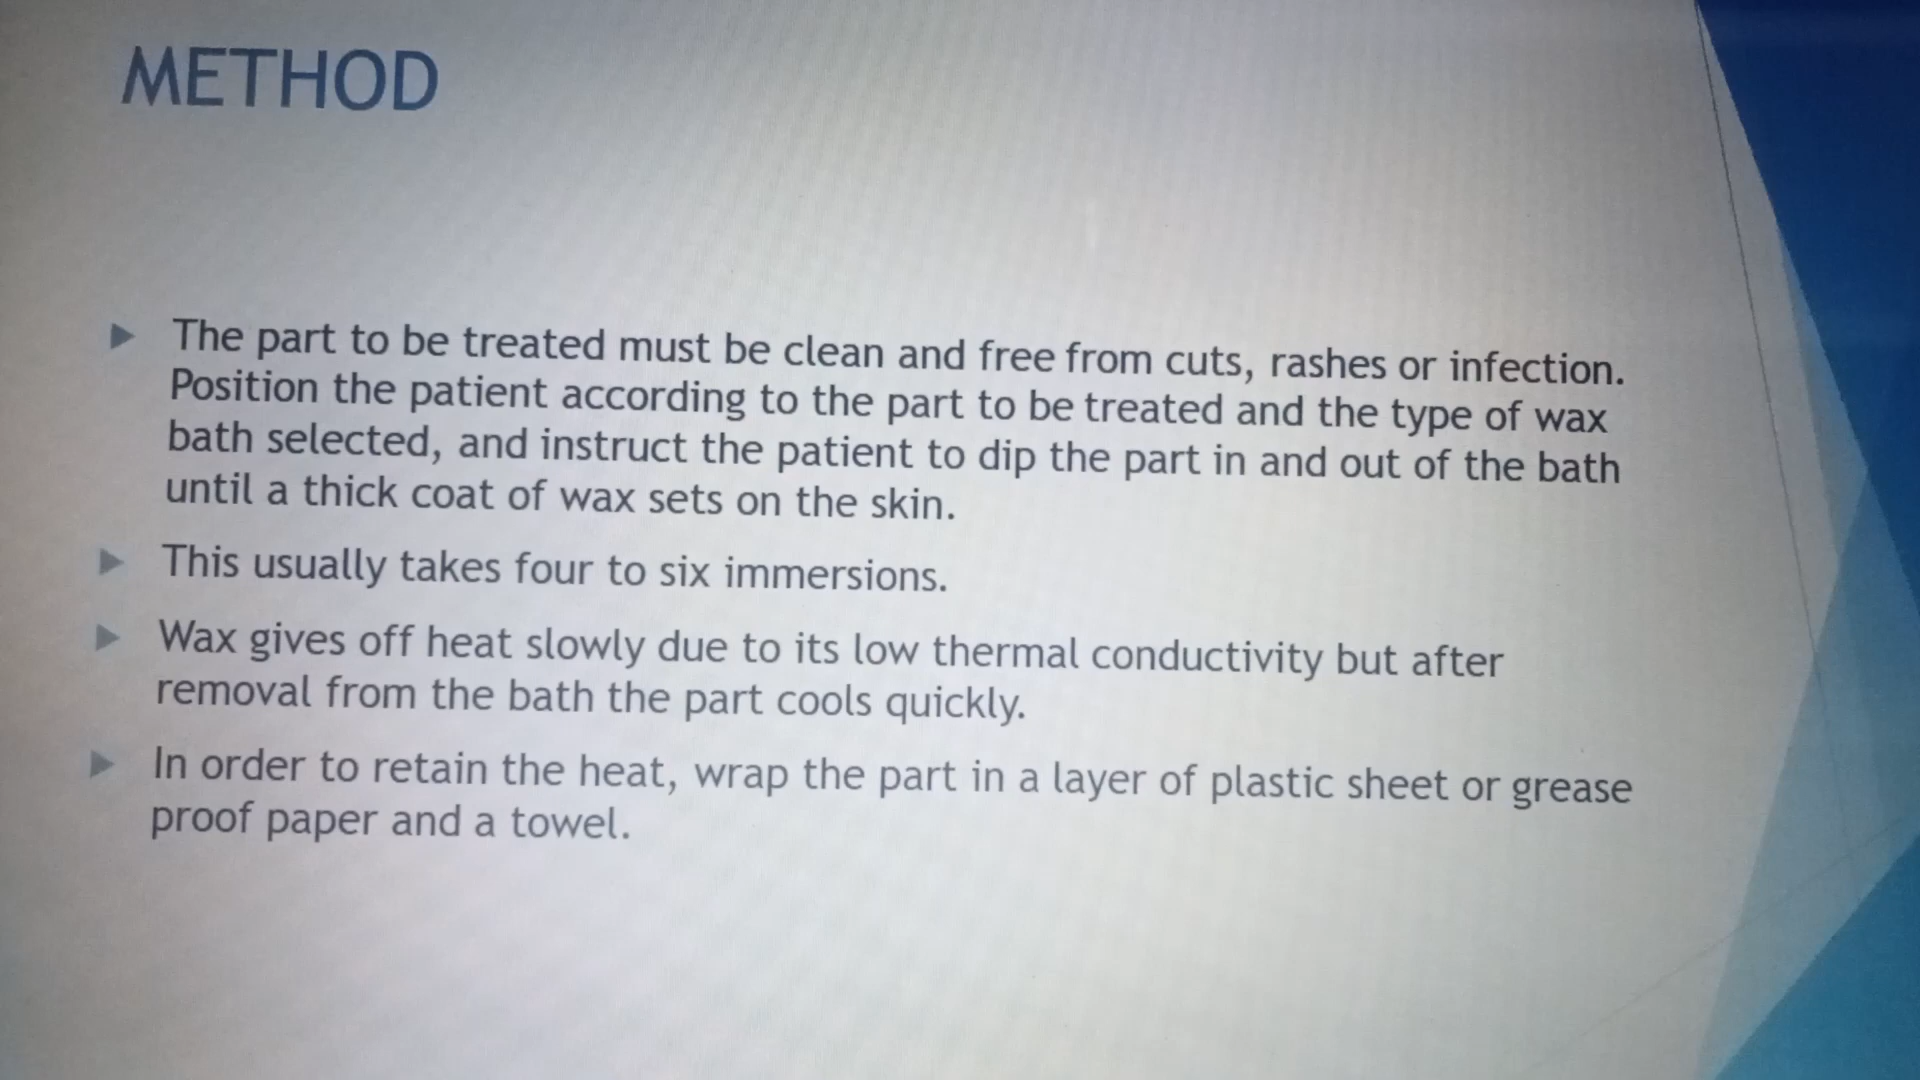 METHOD
The part to be treated must be clean and free from cuts, rashes or infection.
Position the patient according to the part to be treated and the type of wax
bath selected, and instruct the patient to dip the part in and out of the bath
until a thick coat of wax sets on the skin.
This usually takes four to six immersions.
Wax gives off heat slowly due to its low thermal conductivity but after
removal from the bath the part cools quickly.
In order to retain the heat, wrap the part in a layer of plastic sheet or grease
proof paper and a towel.